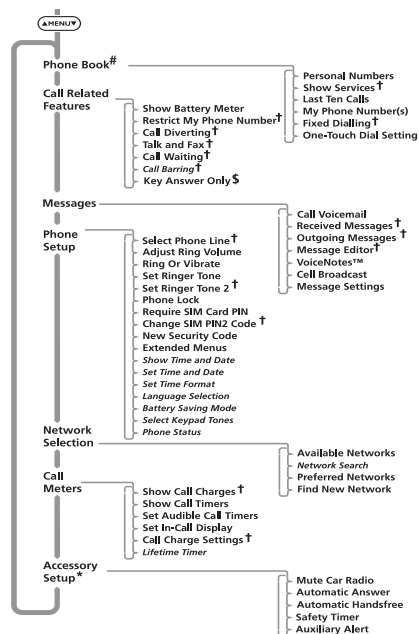 ▲MENU▼
Phone Book#
Personal Numbers
Show Services†
Last Ten Calls
My Phone Number(s)
Fixed Dialling†
One-Touch Dial Setting
Call Related
Features
Show Battery Meter
Restrict My Phone Number†
Call Diverting†
Talk and Fax†
Call Waiting†
Call Barring†
Key Answer Only$
Messages
Call Voicemail
Received Messages†
Outgoing Messages†
Message Editor†
VoiceNotes™
Cell Broadcast
Message Settings
Phone
Setup
Select Phone Line†
Adjust Ring Volume
Ring Or Vibrate
Set Ringer Tone
Set Ringer Tone 2 †
Phone Lock
Require SIM Card PIN
Change SIM PIN2 Code †
New Security Code
Extended Menus
Show Time and Date
Set Time and Date
Set Time Format
Language Selection
Battery Saving Mode
Select Keypad Tones
Phone Status
Network
Selection
Available Networks
Network Search
Preferred Networks
Find New Network
Call
Meters
Show Call Charges†
Show Call Timers
Set Audible Call Timers
Set In-Call Display
Call Charge Settings†
Lifetime Timer
Accessory
Setup*
Mute Car Radio
Automatic Answer
Automatic Handsfree
Safety Timer
Auxiliary Alert